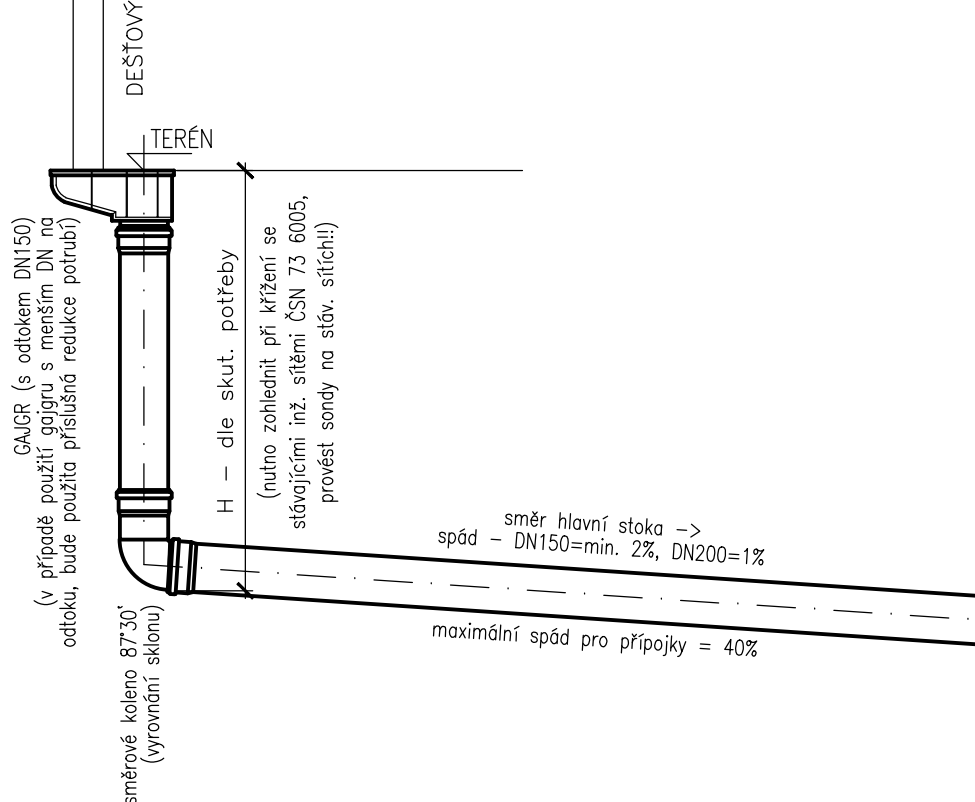 DEŠŤOVÝ
TERÉN
GAJGR (s odtokem DN150)
(v případě použití gajgru s menším DN na
odtoku, bude použita příslušná redukce potrubí)
H – dle skut. potřeby
(nutno zohlednit při křížení se
stávajícími inž. sítěmi ČSN 73 6005,
provést sondy na stáv. sítích!!)
směr hlavní stoka ->
spád – DN150=min. 2%, DN200=1%
maximální spád pro přípojky = 40%
směrové koleno 87°30'
(vyrovnání sklonu)